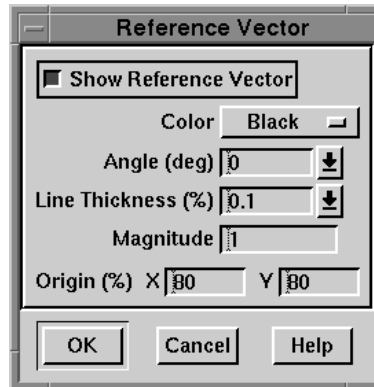 Reference Vector
Show Reference Vector
Color Black
Angle (deg) 0
Line Thickness (%) 0.1
Magnitude 1
Origin (%) X 80 Y 80
OK Cancel Help